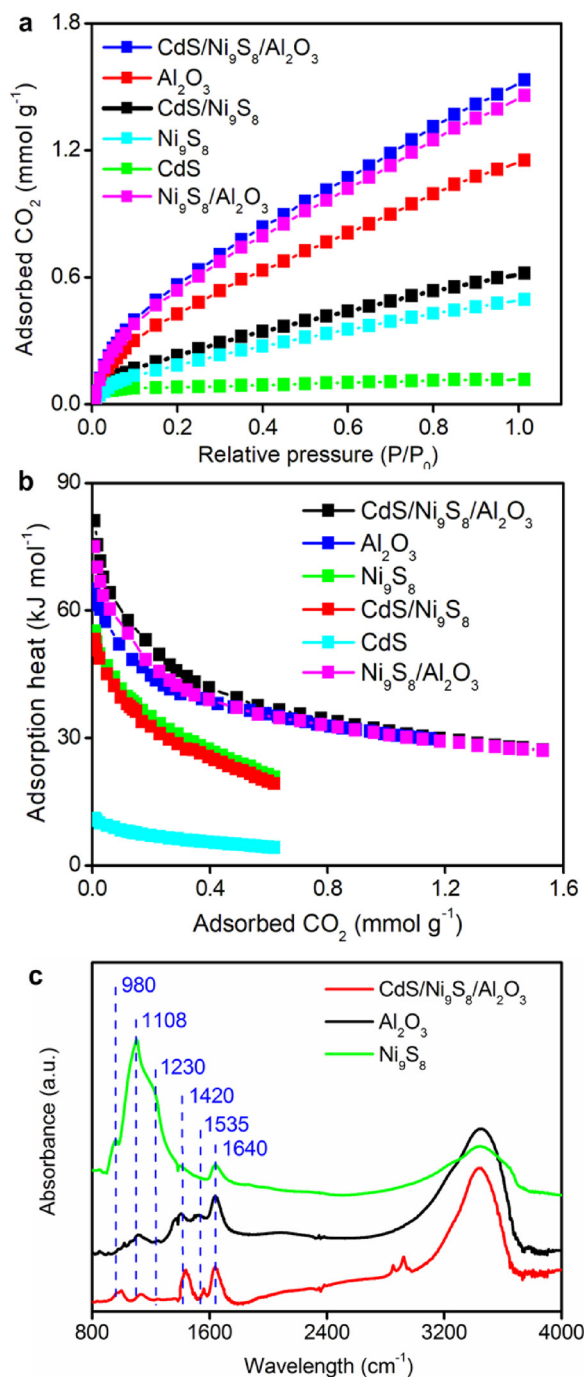 a
1.8
1.2
0.6
0.0
Adsorbed CO₂ (mmol g⁻¹)
CdS/Ni₉S₈/Al₂O₃
Al₂O₃
CdS/Ni₉S₈
Ni₉S₈
CdS
Ni₉S₈/Al₂O₃
0.0 0.2 0.4 0.6 0.8 1.0
Relative pressure (P/P₀)
b
90
60
30
0
Adsorption heat (kJ mol⁻¹)
CdS/Ni₉S₈/Al₂O₃
Al₂O₃
Ni₉S₈
CdS/Ni₉S₈
CdS
Ni₉S₈/Al₂O₃
0.0 0.4 0.8 1.2 1.6
Adsorbed CO₂ (mmol g⁻¹)
c
980
1108
1230
1420
1535
1640
CdS/Ni₉S₈/Al₂O₃
Al₂O₃
Ni₉S₈
Absorbance (a.u.)
800 1600 2400 3200 4000
Wavelength (cm⁻¹)